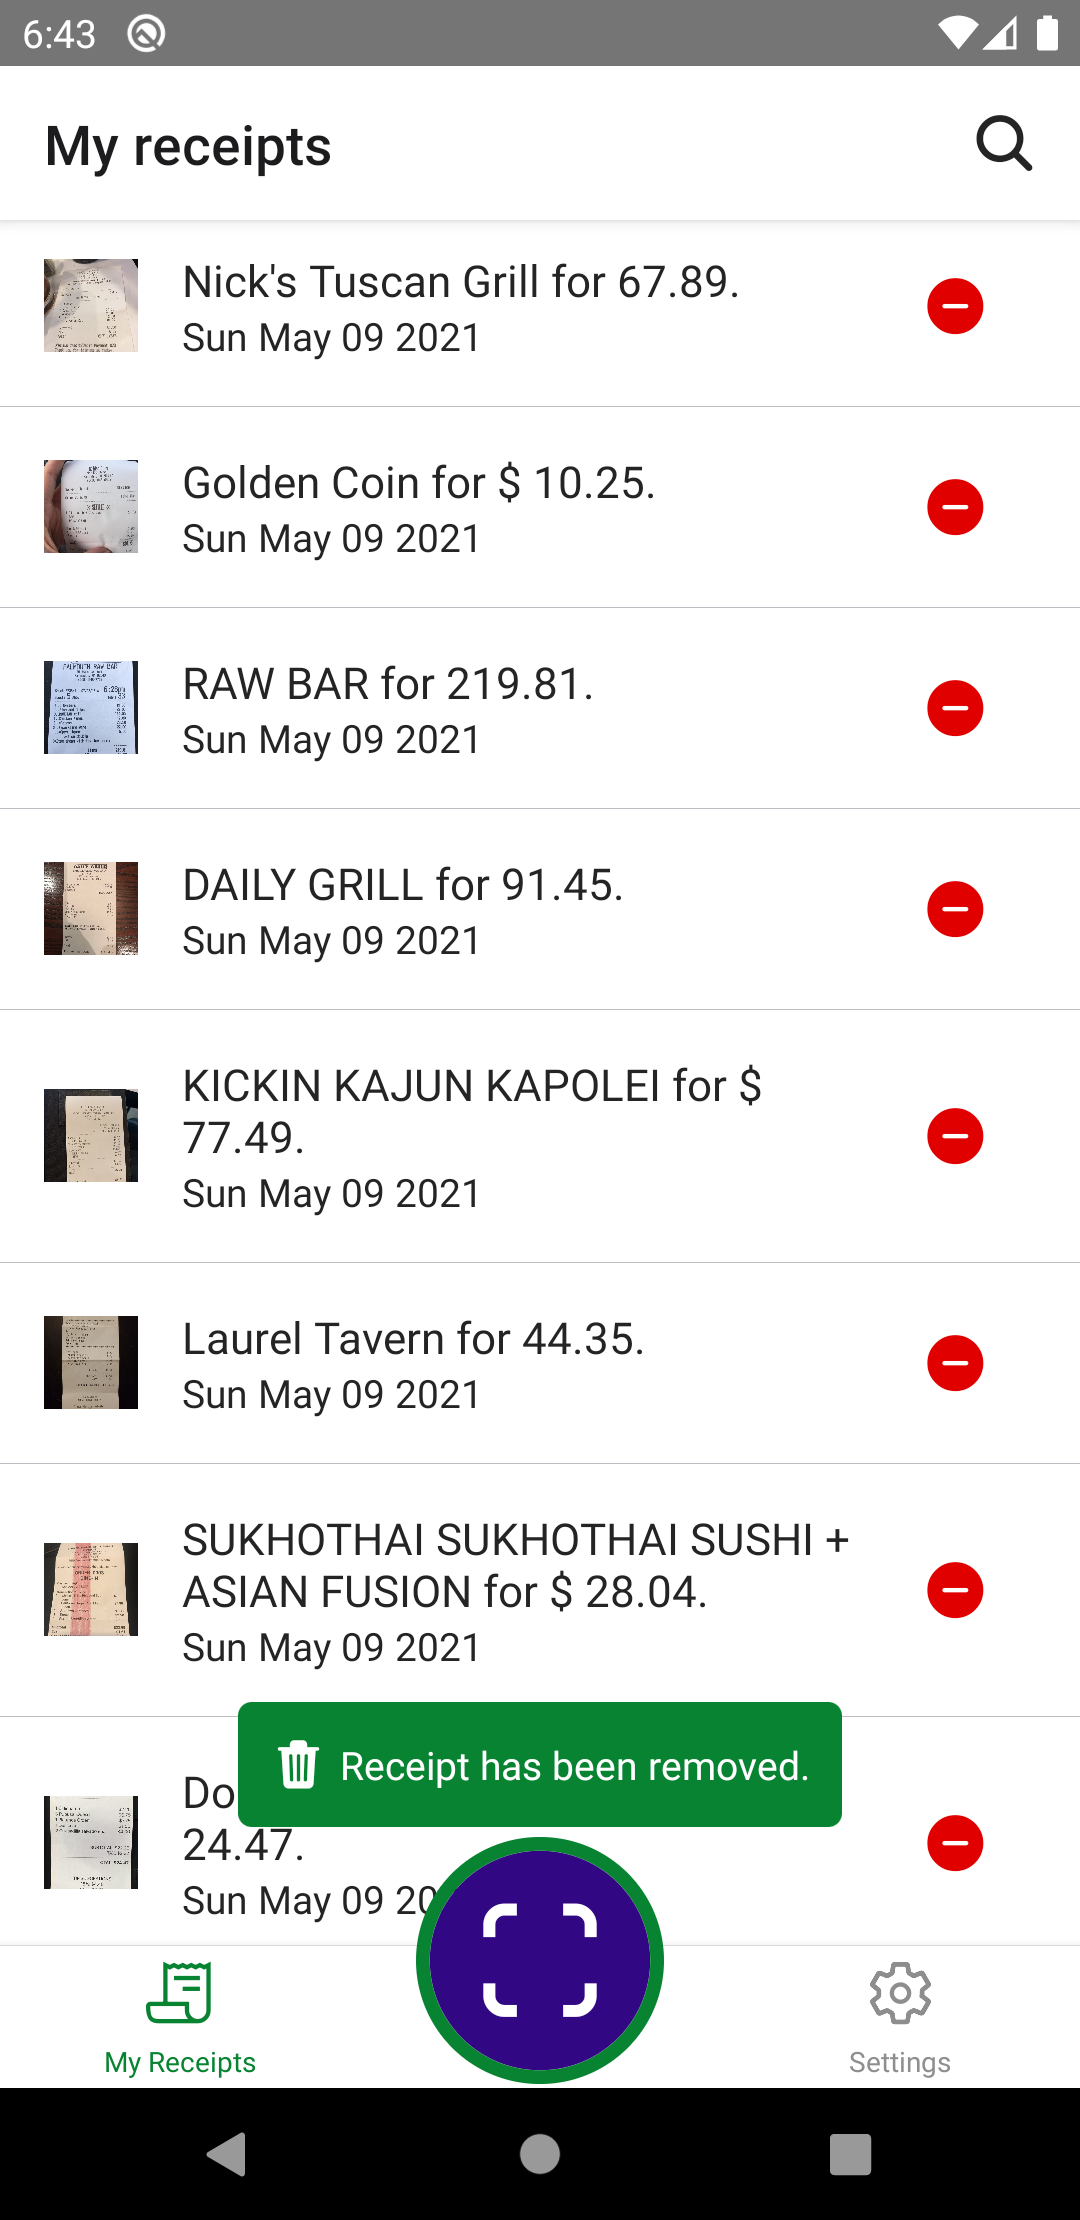 6:43
My receipts
Nick's Tuscan Grill for 67.89.
Sun May 09 2021
Golden Coin for $ 10.25.
Sun May 09 2021
RAW BAR for 219.81.
Sun May 09 2021
DAILY GRILL for 91.45.
Sun May 09 2021
KICKIN KAJUN KAPOLEI for $
77.49.
Sun May 09 2021
Laurel Tavern for 44.35.
Sun May 09 2021
SUKHOTHAI SUKHOTHAI SUSHI +
ASIAN FUSION for $ 28.04.
Sun May 09 2021
Receipt has been removed.
Do
24.47.
Sun May 09 20
My Receipts
Settings